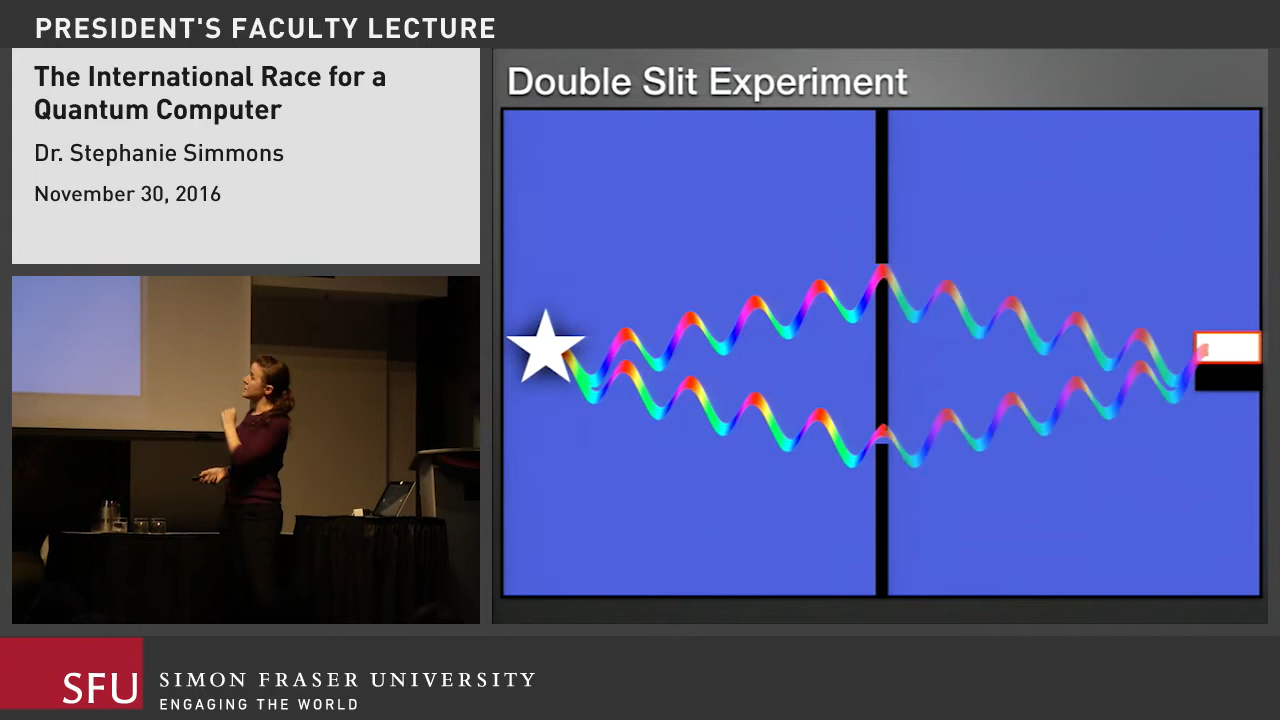 PRESIDENT'S FACULTY LECTURE
The International Race for a
Quantum Computer
Dr. Stephanie Simmons
November 30, 2016
Double Slit Experiment
SFU
SIMON FRASER UNIVERSITY
ENGAGING THE WORLD